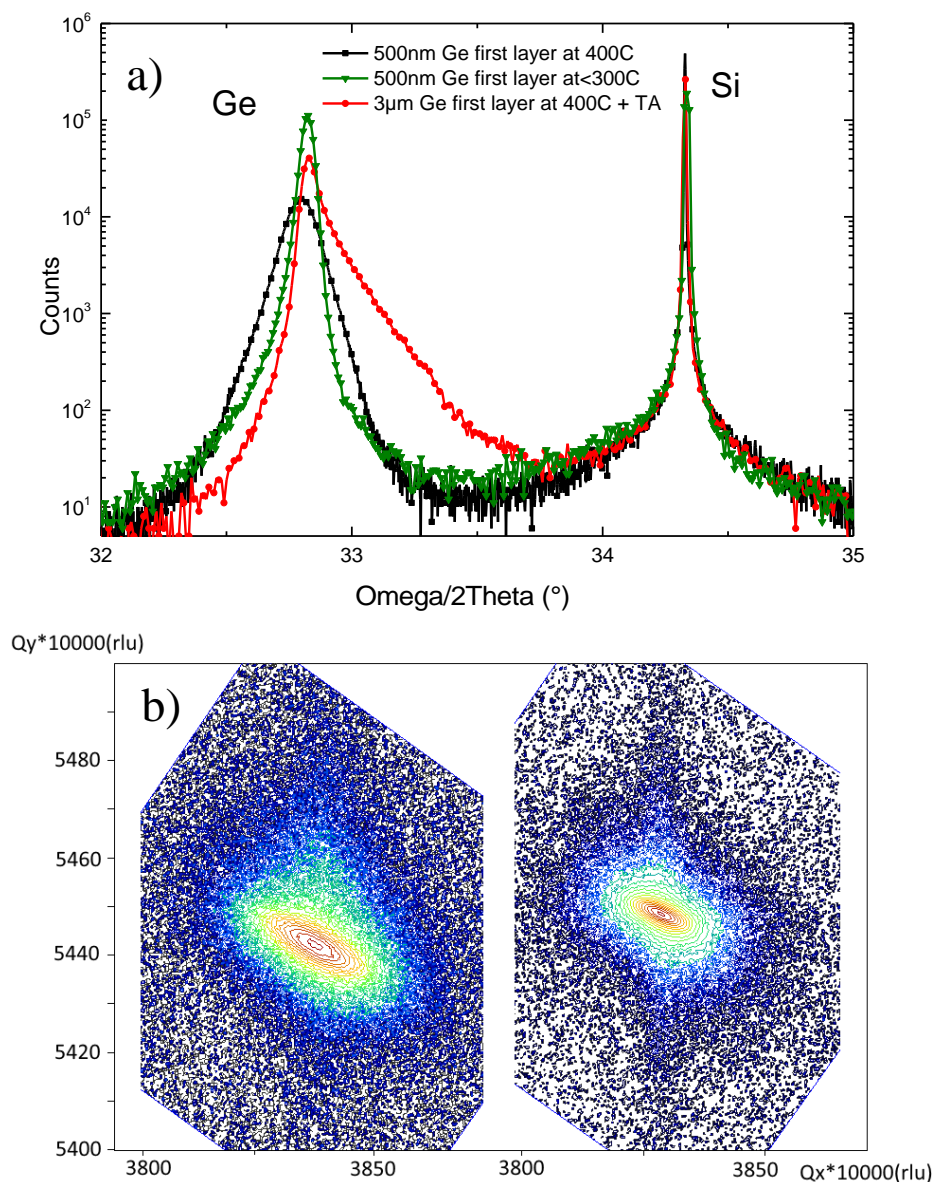 10^6
a)
500nm Ge first layer at 400C
500nm Ge first layer at<300C
3µm Ge first layer at 400C + TA
Ge
Si
10^5
10^4
Counts
10^3
10^2
10^1
32 33 34 35
Omega/2Theta (°)
Qy*10000(rlu)
b)
5480
5460
5440
5420
5400
3800 3850 3800 3850
Qx*10000(rlu)